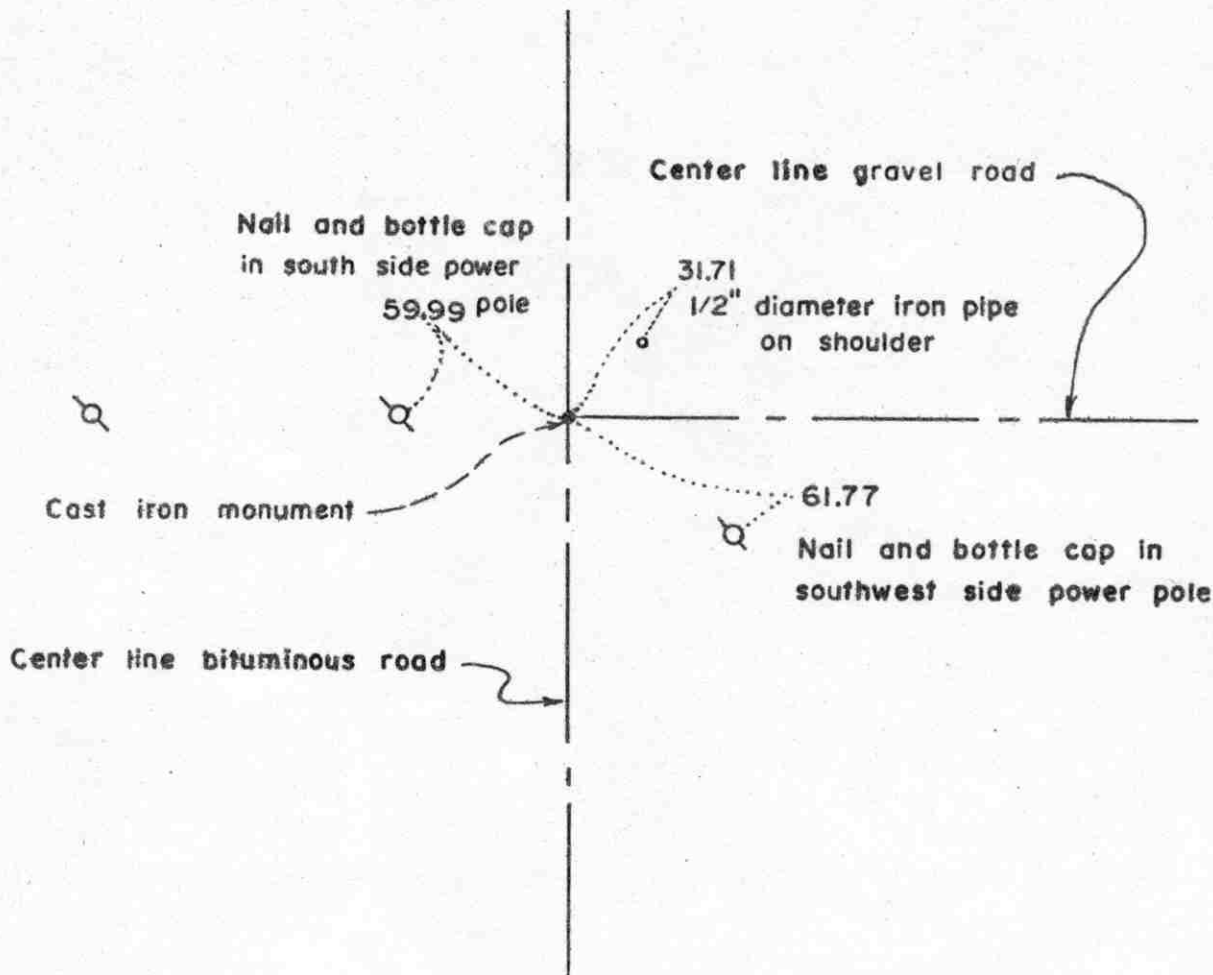 Center line gravel road
Nail and bottle cap
in south side power
59.99 pole
31.71
1/2" diameter iron pipe
on shoulder
Cast iron monument
61.77
Nail and bottle cap in
southwest side power pole
Center line bituminous road